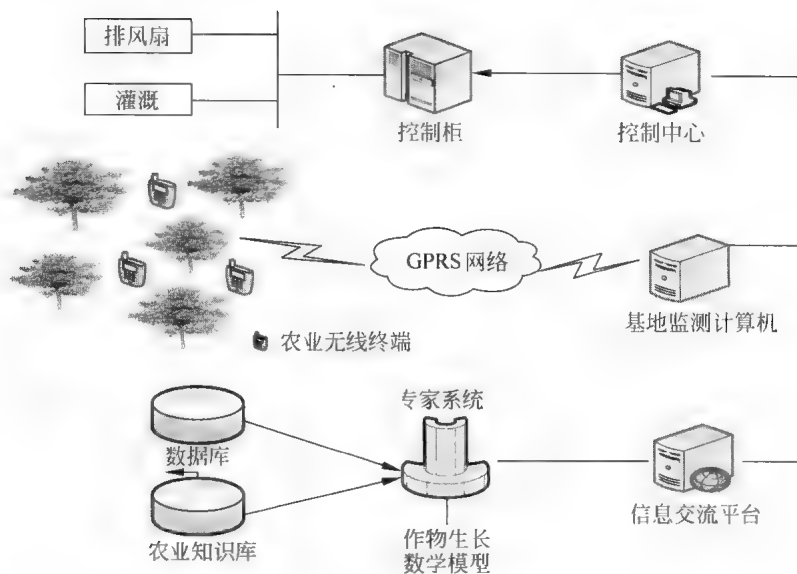 排风扇
灌溉
控制柜
控制中心
GPRS网络
基地监测计算机
农业无线终端
专家系统
数据库
农业知识库
作物生长
数学模型
信息交流平台